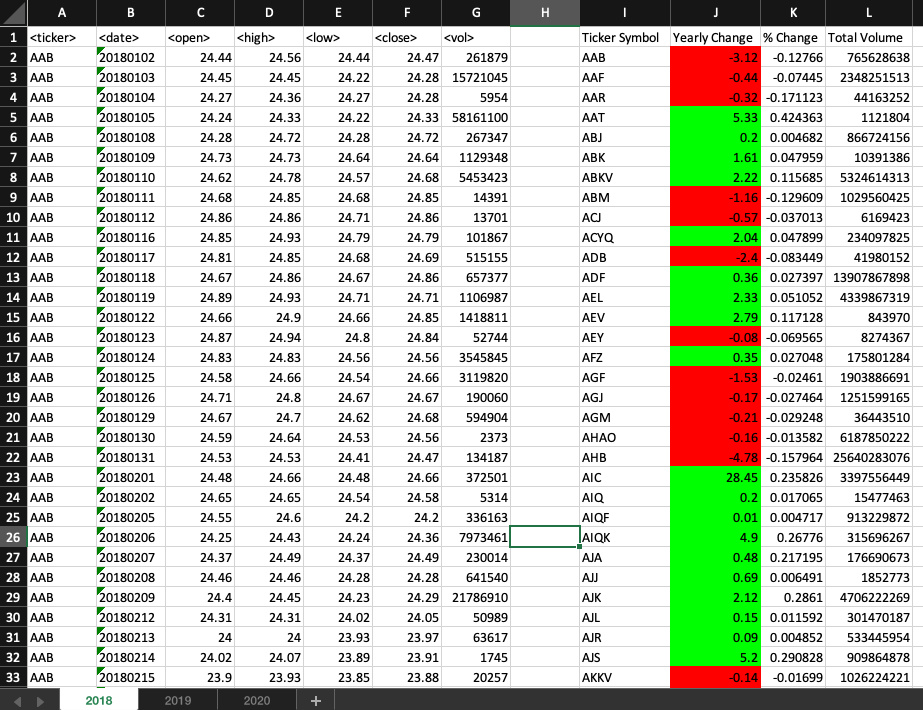 A B C D E F G H I J K L
1 <ticker> <date> <open> <high> <low> <close> <vol> Ticker Symbol Yearly Change % Change Total Volume
2 AAB 20180102 24.44 24.56 24.44 24.47 261879 AAB -3.12 -0.12766 765628638
3 AAB 20180103 24.45 24.45 24.22 24.28 15721045 AAF -0.44 -0.07445 2348251513
4 AAB 20180104 24.27 24.36 24.27 24.28 5954 AAR -0.32 -0.171123 44163252
5 AAB 20180105 24.24 24.33 24.22 24.33 58161100 AAT 5.33 0.424363 1121804
6 AAB 20180108 24.28 24.72 24.28 24.72 267347 ABJ 0.2 0.004682 866724156
7 AAB 20180109 24.73 24.73 24.64 24.64 1129348 ABK 1.61 0.047959 10391386
8 AAB 20180110 24.62 24.78 24.57 24.68 5453423 ABKV 2.22 0.115685 5324614313
9 AAB 20180111 24.68 24.85 24.68 24.85 14391 ABM -1.16 -0.129609 1029560425
10 AAB 20180112 24.86 24.86 24.71 24.86 13701 ACJ -0.57 -0.037013 6169423
11 AAB 20180116 24.85 24.93 24.79 24.79 101867 ACYQ 2.04 0.047899 234097825
12 AAB 20180117 24.81 24.85 24.68 24.69 515155 ADB -2.4 -0.083449 41980152
13 AAB 20180118 24.67 24.86 24.67 24.86 657377 ADF 0.36 0.027397 13907867898
14 AAB 20180119 24.89 24.93 24.71 24.71 1106987 AEL 2.33 0.051052 4339867319
15 AAB 20180122 24.66 24.9 24.66 24.85 1418811 AEV 2.79 0.117128 843970
16 AAB 20180123 24.87 24.94 24.8 24.84 52744 AEY -0.08 -0.069565 8274367
17 AAB 20180124 24.83 24.83 24.56 24.56 3545845 AFZ 0.35 0.027048 175801284
18 AAB 20180125 24.58 24.66 24.54 24.66 3119820 AGF -1.53 -0.02461 1903886691
19 AAB 20180126 24.71 24.8 24.67 24.67 190060 AGJ -0.17 -0.027464 1251599165
20 AAB 20180129 24.67 24.7 24.62 24.68 594904 AGM -0.21 -0.029248 36443510
21 AAB 20180130 24.59 24.64 24.53 24.56 2373 AHAO -0.16 -0.013582 6187850222
22 AAB 20180131 24.53 24.53 24.41 24.47 134187 AHB -4.78 -0.157964 25640283076
23 AAB 20180201 24.48 24.66 24.48 24.66 372501 AIC 28.45 0.235826 3397556449
24 AAB 20180202 24.65 24.65 24.54 24.58 5314 AIQ 0.2 0.017065 15477463
25 AAB 20180205 24.55 24.6 24.2 24.2 336163 AIQF 0.01 0.004717 913229872
26 AAB 20180206 24.25 24.43 24.24 24.36 7973461 AIQK 4.9 0.26776 315696267
27 AAB 20180207 24.37 24.49 24.37 24.49 230014 AJA 0.48 0.217195 176690673
28 AAB 20180208 24.46 24.46 24.28 24.28 641540 AJJ 0.69 0.006491 1852773
29 AAB 20180209 24.4 24.45 24.23 24.29 21786910 AJK 2.12 0.2861 4706222269
30 AAB 20180212 24.31 24.31 24.02 24.05 50989 AJL 0.15 0.011592 301470187
31 AAB 20180213 24 24 23.93 23.97 63617 AJR 0.09 0.004852 533445954
32 AAB 20180214 24.02 24.07 23.89 23.91 1745 AJS 5.2 0.290828 909864878
33 AAB 20180215 23.9 23.93 23.85 23.88 20257 AKKV -0.14 -0.01699 1026224221
2018 2019 2020 +